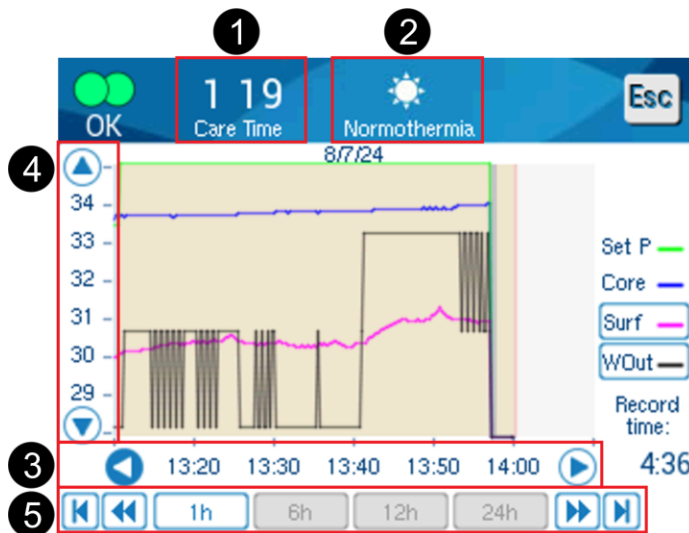 1
2
1 19
Esc
OK
Care Time
Normothermia
8/7/24
4
34
33
32
31
30
29
Set P
Core
Surf
WOut
Record
time:
3
13:20 13:30 13:40 13:50 14:00
4:36
5
1h 6h 12h 24h